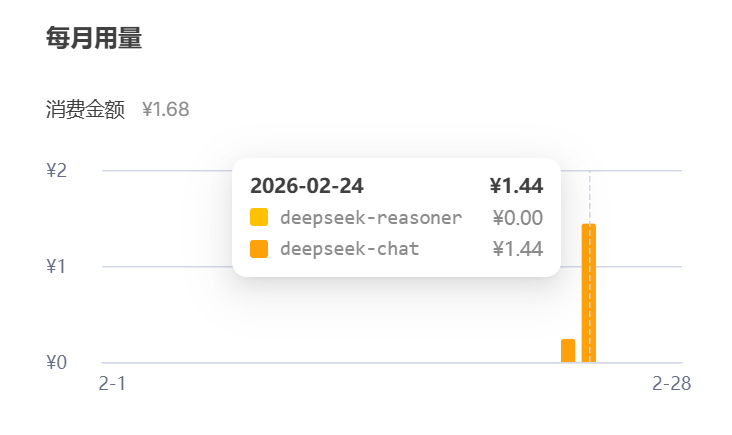 每月用量
消费金额 ¥1.68
¥2
2026-02-24 ¥1.44
deepseek-reasoner ¥0.00
deepseek-chat ¥1.44
¥1
¥0
2-1 2-28